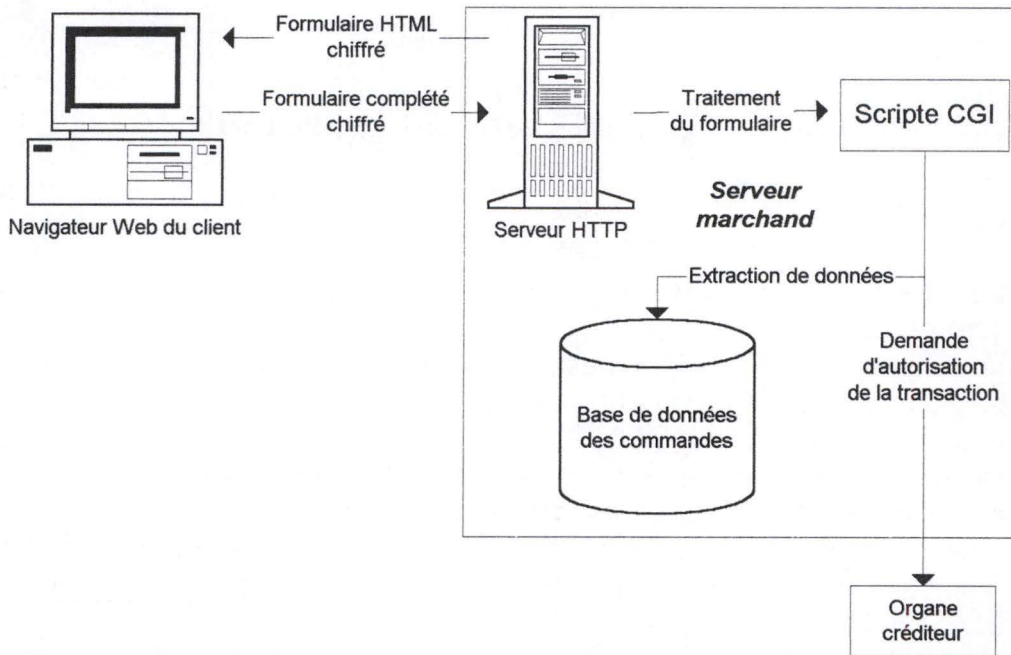 Formulaire HTML
chiffré
Formulaire complété
chiffré
Navigateur Web du client
Serveur HTTP
Traitement
du formulaire
Scripte CGI
Serveur
marchand
Extraction de données
Base de données
des commandes
Demande
d'autorisation
de la transaction
Organe
créditeur